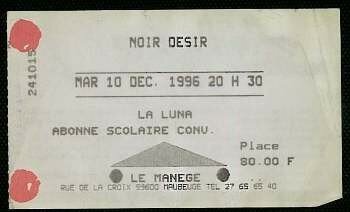 NOIR DESIR
241015
MAR 10 DEC. 1996 20 H 30
LA LUNA
ABONNE SCOLAIRE CONV.
Place
80.00 F
LE MANEGE
RUE DE LA CROIX 59600 MAUBEUGE TEL 27 65 65 40